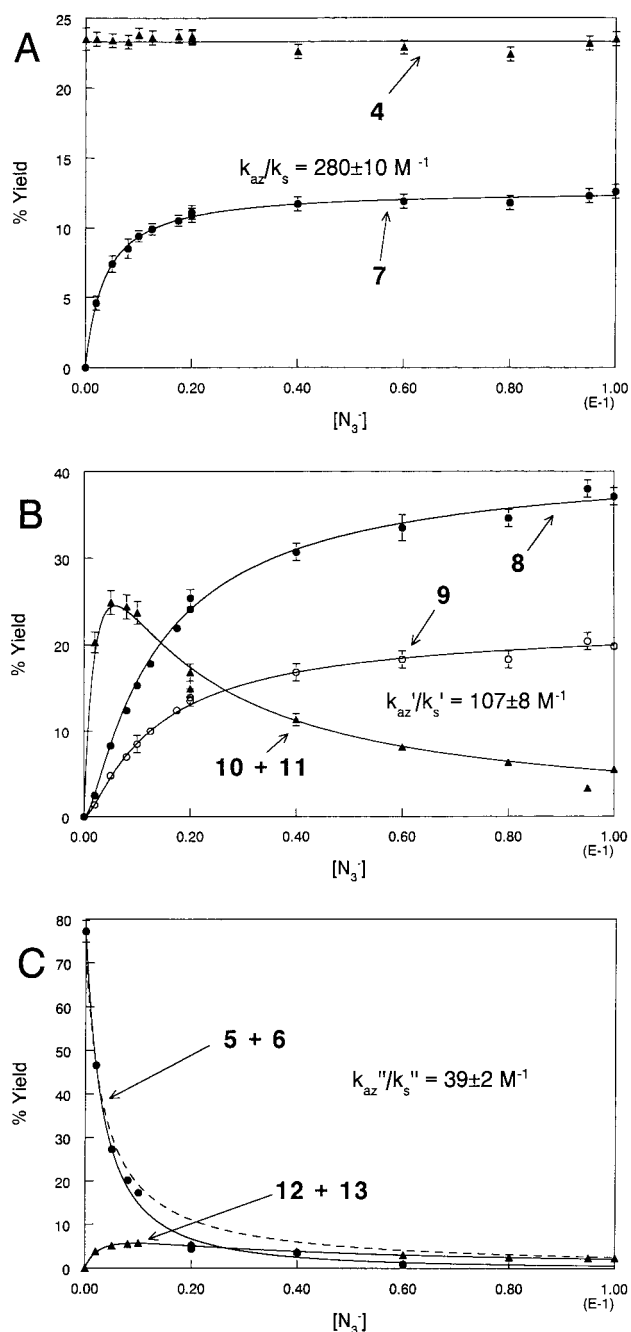 A
25
20
15
10
5
0
% Yield
4
k_az/k_s = 280±10 M⁻¹
7
0.00 0.20 0.40 0.60 0.80 1.00
(E-1)
[N₃⁻]
B
40
30
20
10
0
% Yield
8
9
k_az'/k_s' = 107±8 M⁻¹
10 + 11
0.00 0.20 0.40 0.60 0.80 1.00
(E-1)
[N₃⁻]
C
80
70
60
50
40
30
20
10
0
% Yield
5 + 6
k_az"/k_s" = 39±2 M⁻¹
12 + 13
0.00 0.20 0.40 0.60 0.80 1.00
(E-1)
[N₃⁻]